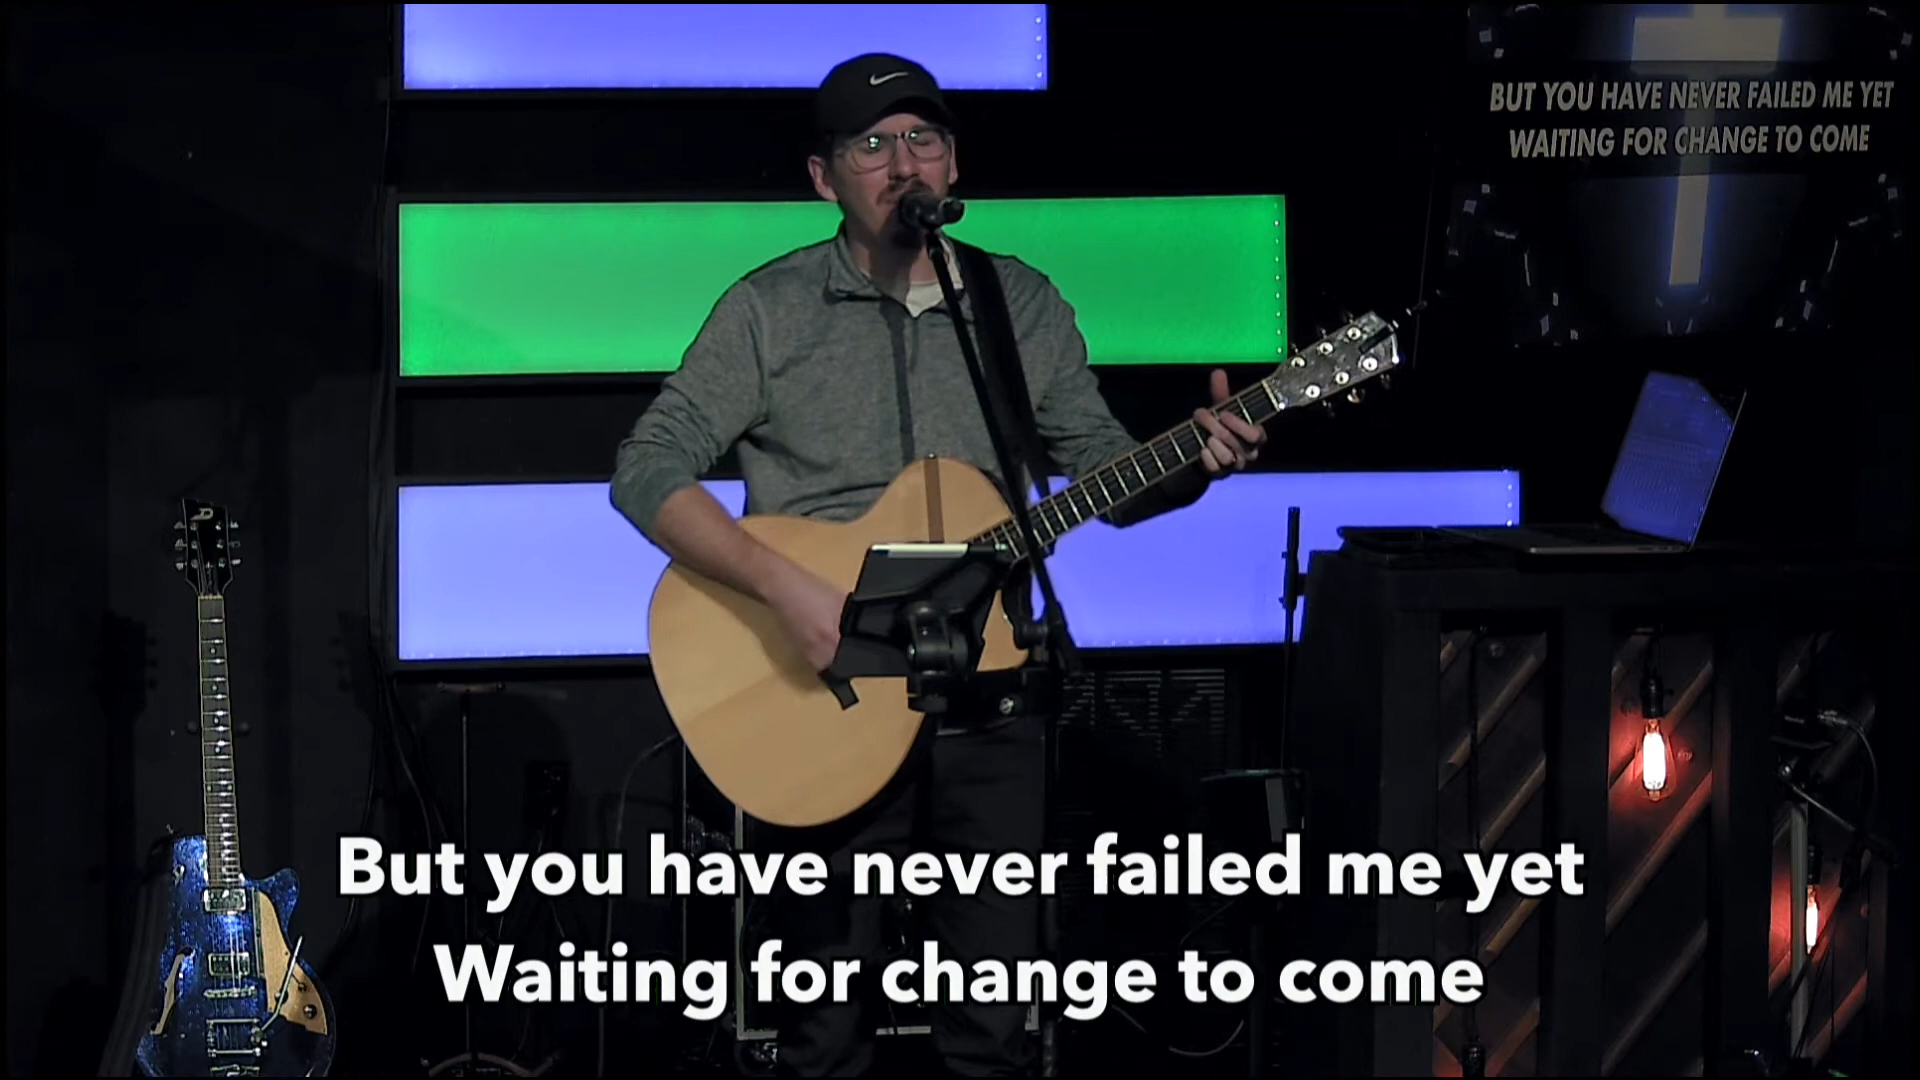 BUT YOU HAVE NEVER FAILED ME YET
WAITING FOR CHANGE TO COME
But you have never failed me yet
Waiting for change to come